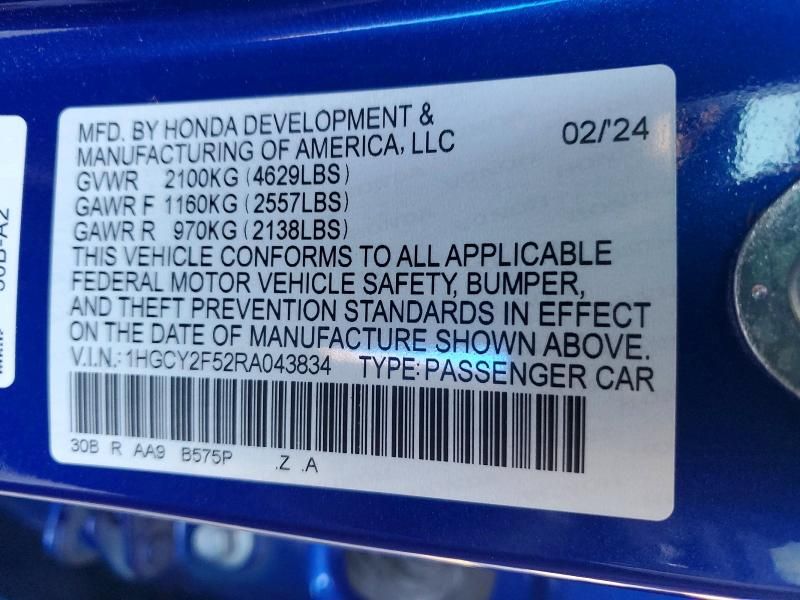 MFD. BY HONDA DEVELOPMENT &
MANUFACTURING OF AMERICA, LLC 02/'24
GVWR 2100KG (4629LBS)
GAWR F 1160KG (2557LBS)
GAWR R 970KG (2138LBS)
THIS VEHICLE CONFORMS TO ALL APPLICABLE
FEDERAL MOTOR VEHICLE SAFETY, BUMPER,
AND THEFT PREVENTION STANDARDS IN EFFECT
ON THE DATE OF MANUFACTURE SHOWN ABOVE.
V.I.N.: 1HGCY2F52RA043834 TYPE: PASSENGER CAR
30B R AA9 B575P .Z .A
30B-A2